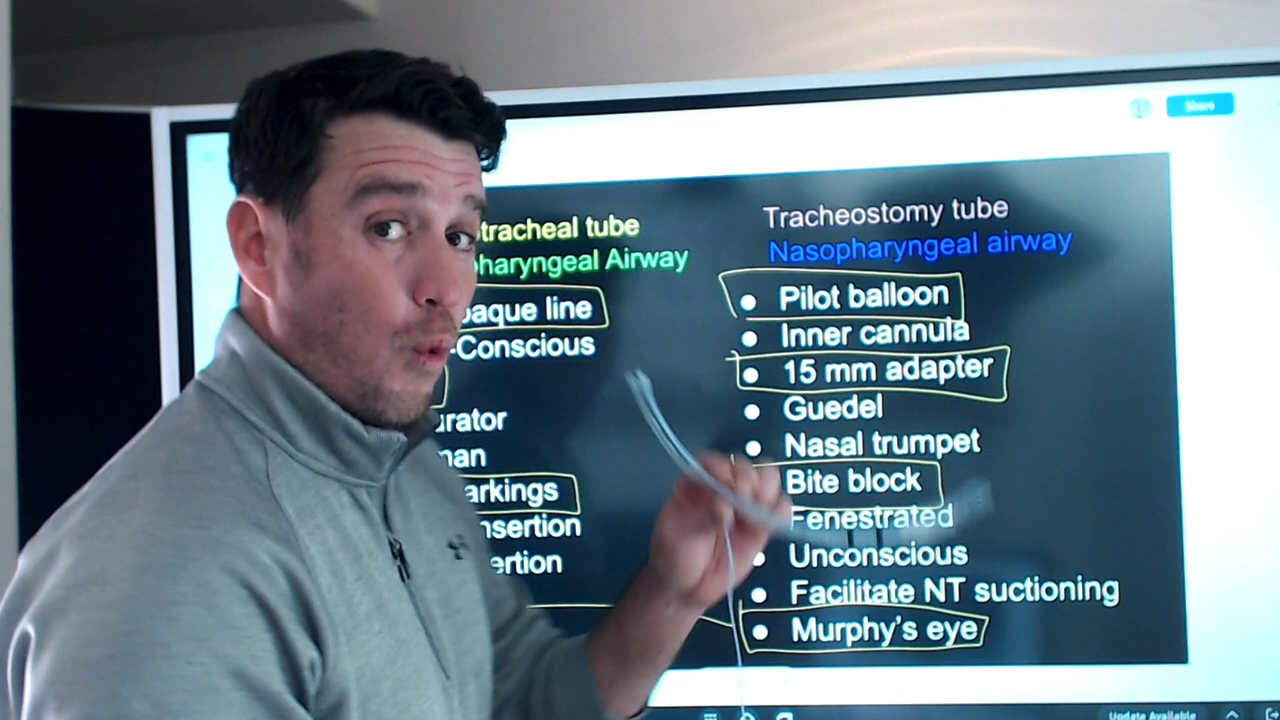 Share
tracheal tube
pharyngeal Airway
paque line
-Conscious
urator
nan
arkings
nsertion
ertion
Tracheostomy tube
Nasopharyngeal airway
Pilot balloon
Inner cannula
15 mm adapter
Guedel
Nasal trumpet
Bite block
Fenestrated
Unconscious
Facilitate NT suctioning
Murphy's eye
Update Available